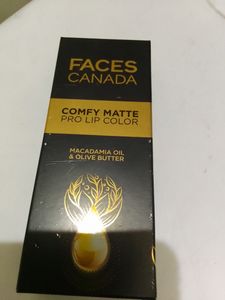 FACES
CANADA
COMFY MATTE
PRO LIP COLOR
MACADAMIA OIL
& OLIVE BUTTER